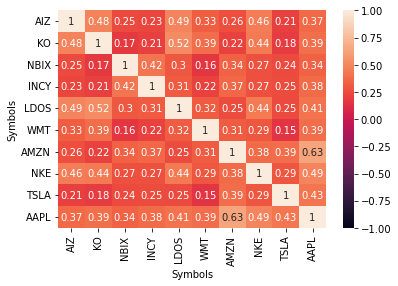 AIZ 1 0.48 0.25 0.23 0.49 0.33 0.26 0.46 0.21 0.37
KO 0.48 1 0.17 0.21 0.52 0.39 0.22 0.44 0.18 0.39
NBIX 0.25 0.17 1 0.42 0.3 0.16 0.34 0.27 0.24 0.34
INCY 0.23 0.21 0.42 1 0.31 0.22 0.37 0.27 0.25 0.38
LDOS 0.49 0.52 0.3 0.31 1 0.32 0.25 0.44 0.25 0.41
WMT 0.33 0.39 0.16 0.22 0.32 1 0.31 0.29 0.15 0.39
AMZN 0.26 0.22 0.34 0.37 0.25 0.31 1 0.38 0.39 0.63
NKE 0.46 0.44 0.27 0.27 0.44 0.29 0.38 1 0.29 0.49
TSLA 0.21 0.18 0.24 0.25 0.25 0.15 0.39 0.29 1 0.43
AAPL 0.37 0.39 0.34 0.38 0.41 0.39 0.63 0.49 0.43 1
AIZ KO NBIX INCY LDOS WMT AMZN NKE TSLA AAPL
Symbols
Symbols
1.00
0.75
0.50
0.25
0.00
−0.25
−0.50
−0.75
−1.00